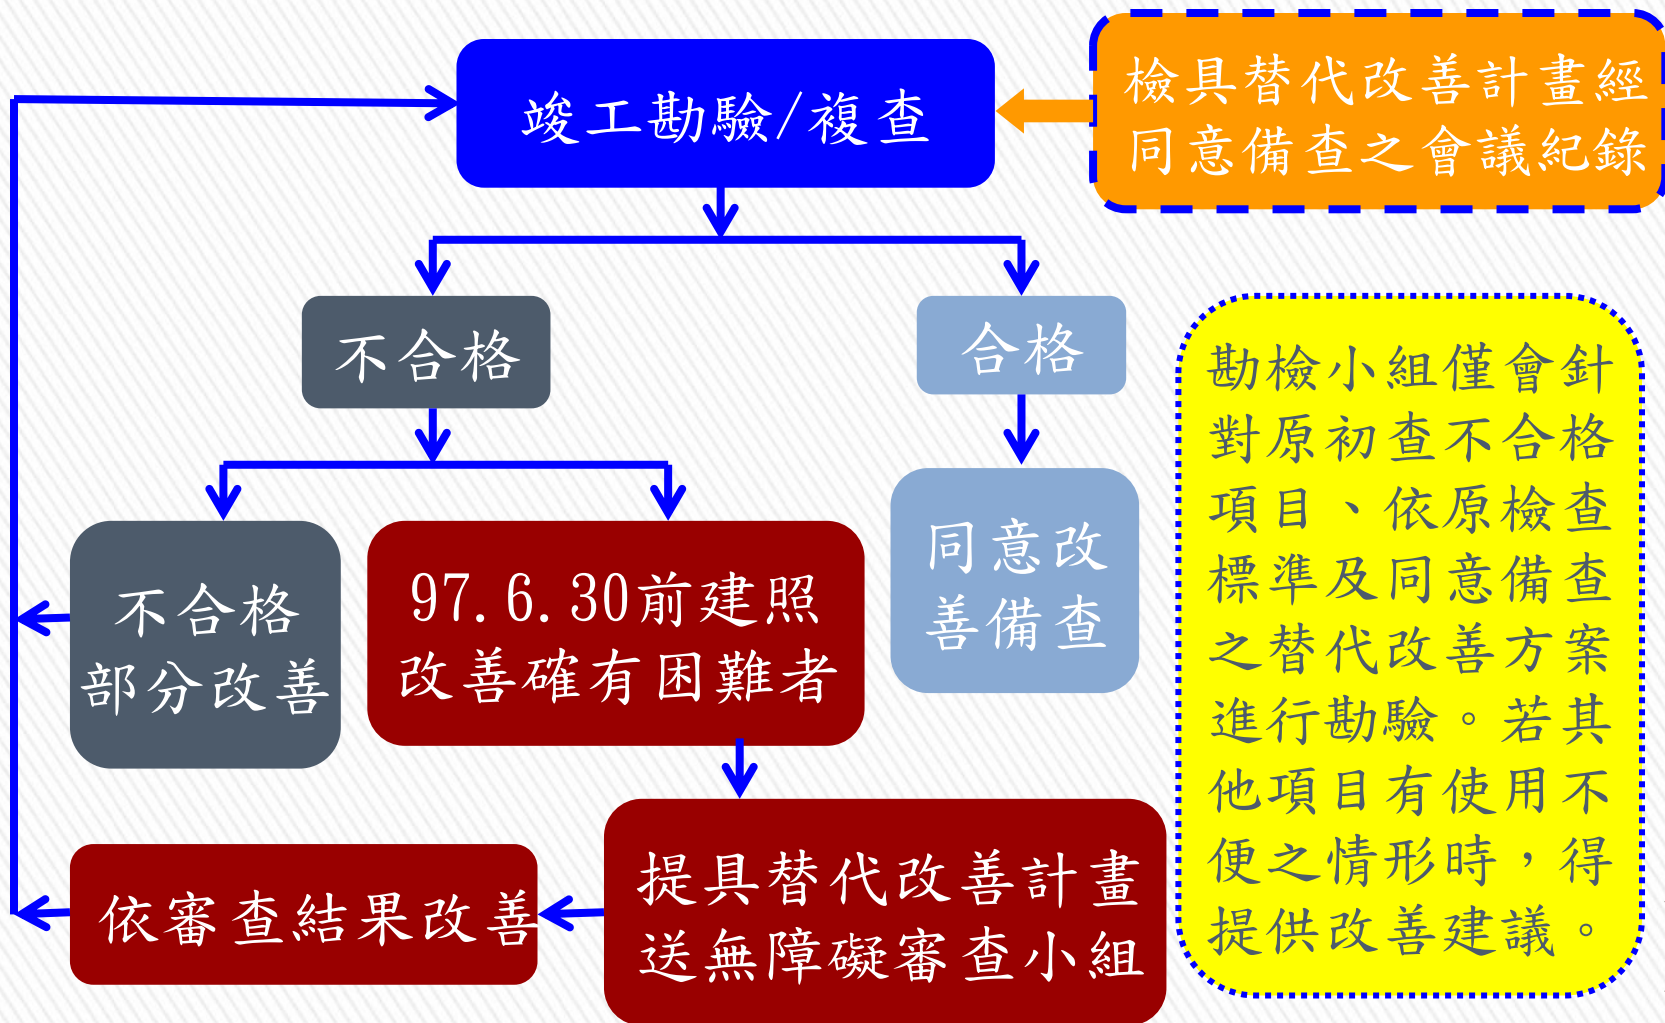 竣工勘驗/複查
檢具替代改善計畫經
同意備查之會議紀錄
不合格
合格
不合格
部分改善
97.6.30前建照
改善確有困難者
同意改
善備查
提具替代改善計畫
送無障礙審查小組
依審查結果改善
勘檢小組僅會針
對原初查不合格
項目、依原檢查
標準及同意備查
之替代改善方案
進行勘驗。若其
他項目有使用不
便之情形時，得
提供改善建議。